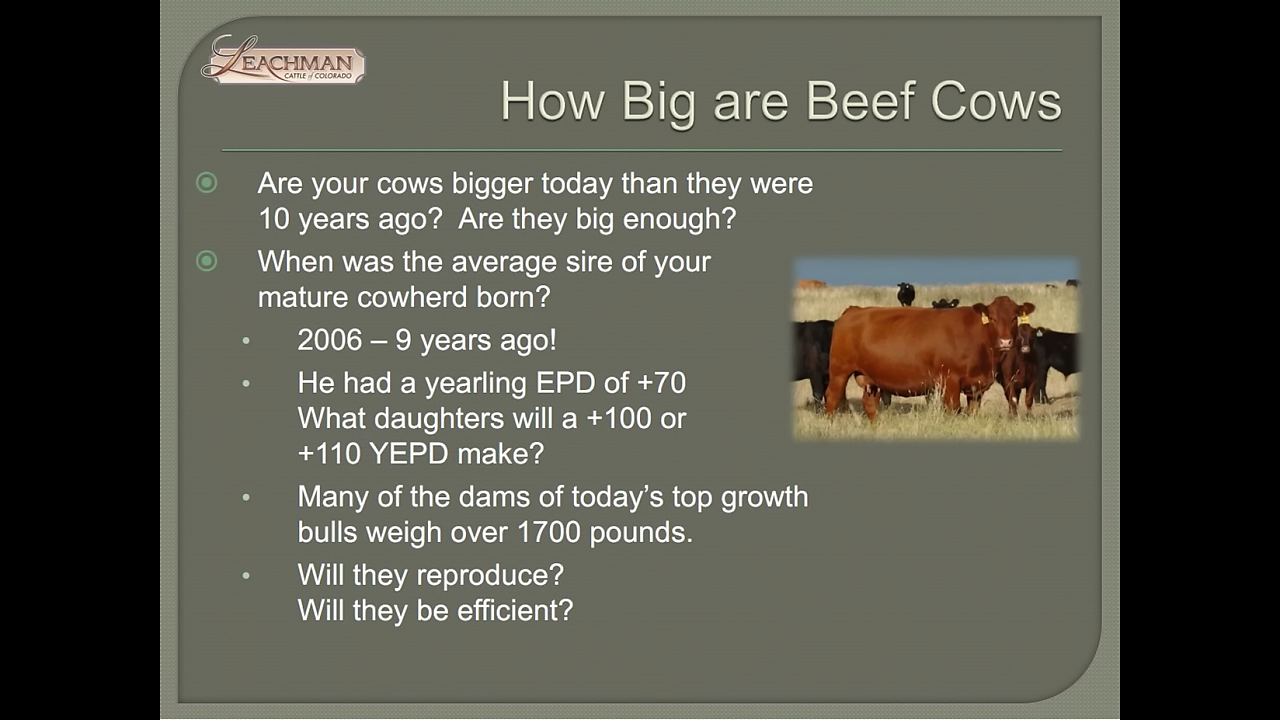 LEACHMAN
CATTLE of COLORADO
How Big are Beef Cows
Are your cows bigger today than they were
10 years ago?  Are they big enough?
When was the average sire of your
mature cowherd born?
2006 – 9 years ago!
He had a yearling EPD of +70
What daughters will a +100 or
+110 YEPD make?
Many of the dams of today’s top growth
bulls weigh over 1700 pounds.
Will they reproduce?
Will they be efficient?